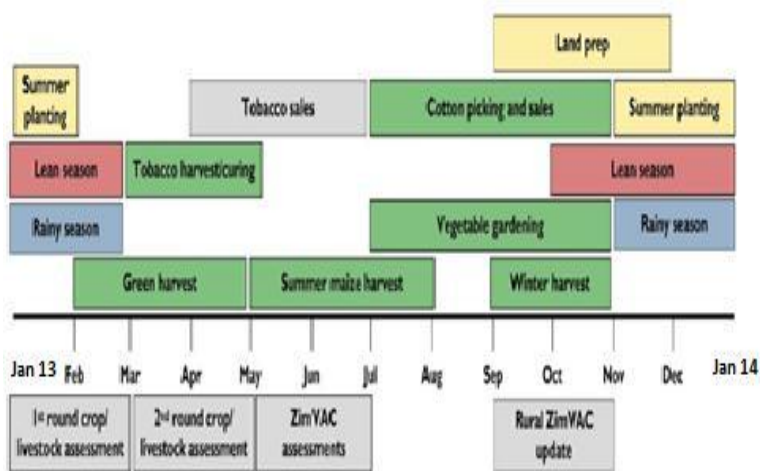 Land prep
Summer
planting
Tobacco sales
Cotton picking and sales
Summer planting
Lean season
Tobacco harvesticuring
Lean season
Rainy season
Vegetable gardening
Rainy season
Green harvest
Summer maize harvest
Winter harvest
Jan 13 Feb Mar Apr May Jun Jul Aug Sep Oct Nov Dec Jan 14
1st round crop/
livestock assessment
2nd round crop/
livestock assessment
ZimVAC
assessments
Rural ZimVAC
update